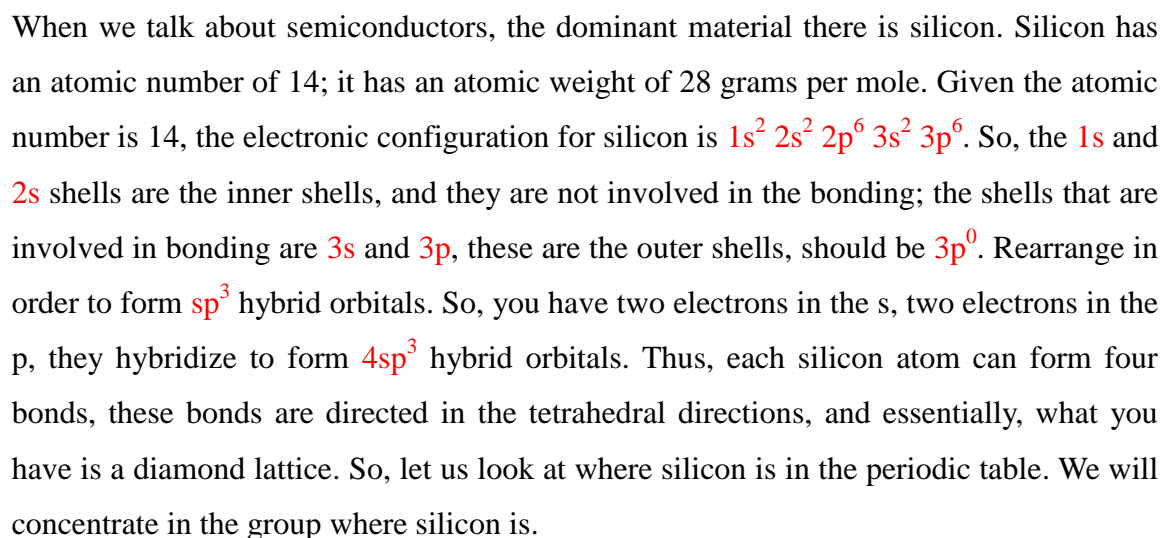 When we talk about semiconductors, the dominant material there is silicon. Silicon has
an atomic number of 14; it has an atomic weight of 28 grams per mole. Given the atomic
number is 14, the electronic configuration for silicon is 1s² 2s² 2p⁶ 3s² 3p⁶. So, the 1s and
2s shells are the inner shells, and they are not involved in the bonding; the shells that are
involved in bonding are 3s and 3p, these are the outer shells, should be 3p⁰. Rearrange in
order to form sp³ hybrid orbitals. So, you have two electrons in the s, two electrons in the
p, they hybridize to form 4sp³ hybrid orbitals. Thus, each silicon atom can form four
bonds, these bonds are directed in the tetrahedral directions, and essentially, what you
have is a diamond lattice. So, let us look at where silicon is in the periodic table. We will
concentrate in the group where silicon is.